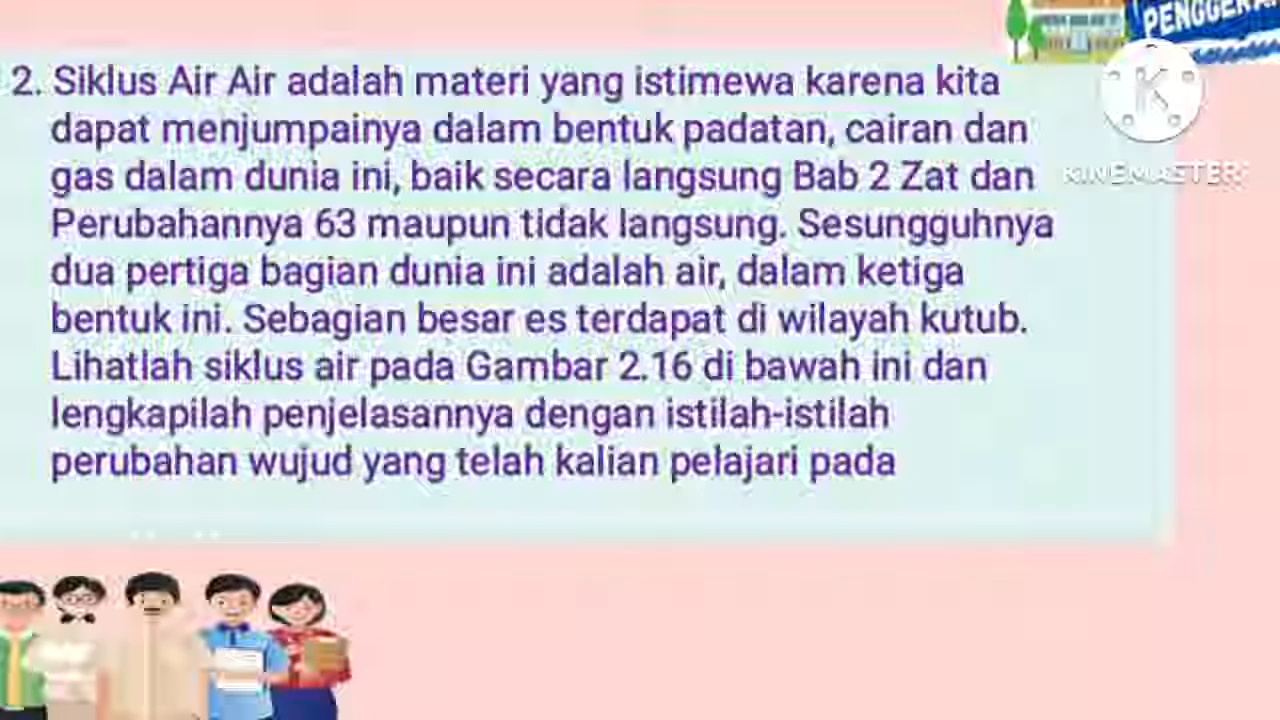 PENGGERAK
2. Siklus Air Air adalah materi yang istimewa karena kita
dapat menjumpainya dalam bentuk padatan, cairan dan
gas dalam dunia ini, baik secara langsung Bab 2 Zat dan
Perubahannya 63 maupun tidak langsung. Sesungguhnya
dua pertiga bagian dunia ini adalah air, dalam ketiga
bentuk ini. Sebagian besar es terdapat di wilayah kutub.
Lihatlah siklus air pada Gambar 2.16 di bawah ini dan
lengkapilah penjelasannya dengan istilah-istilah
perubahan wujud yang telah kalian pelajari pada
K
KINEMASTER